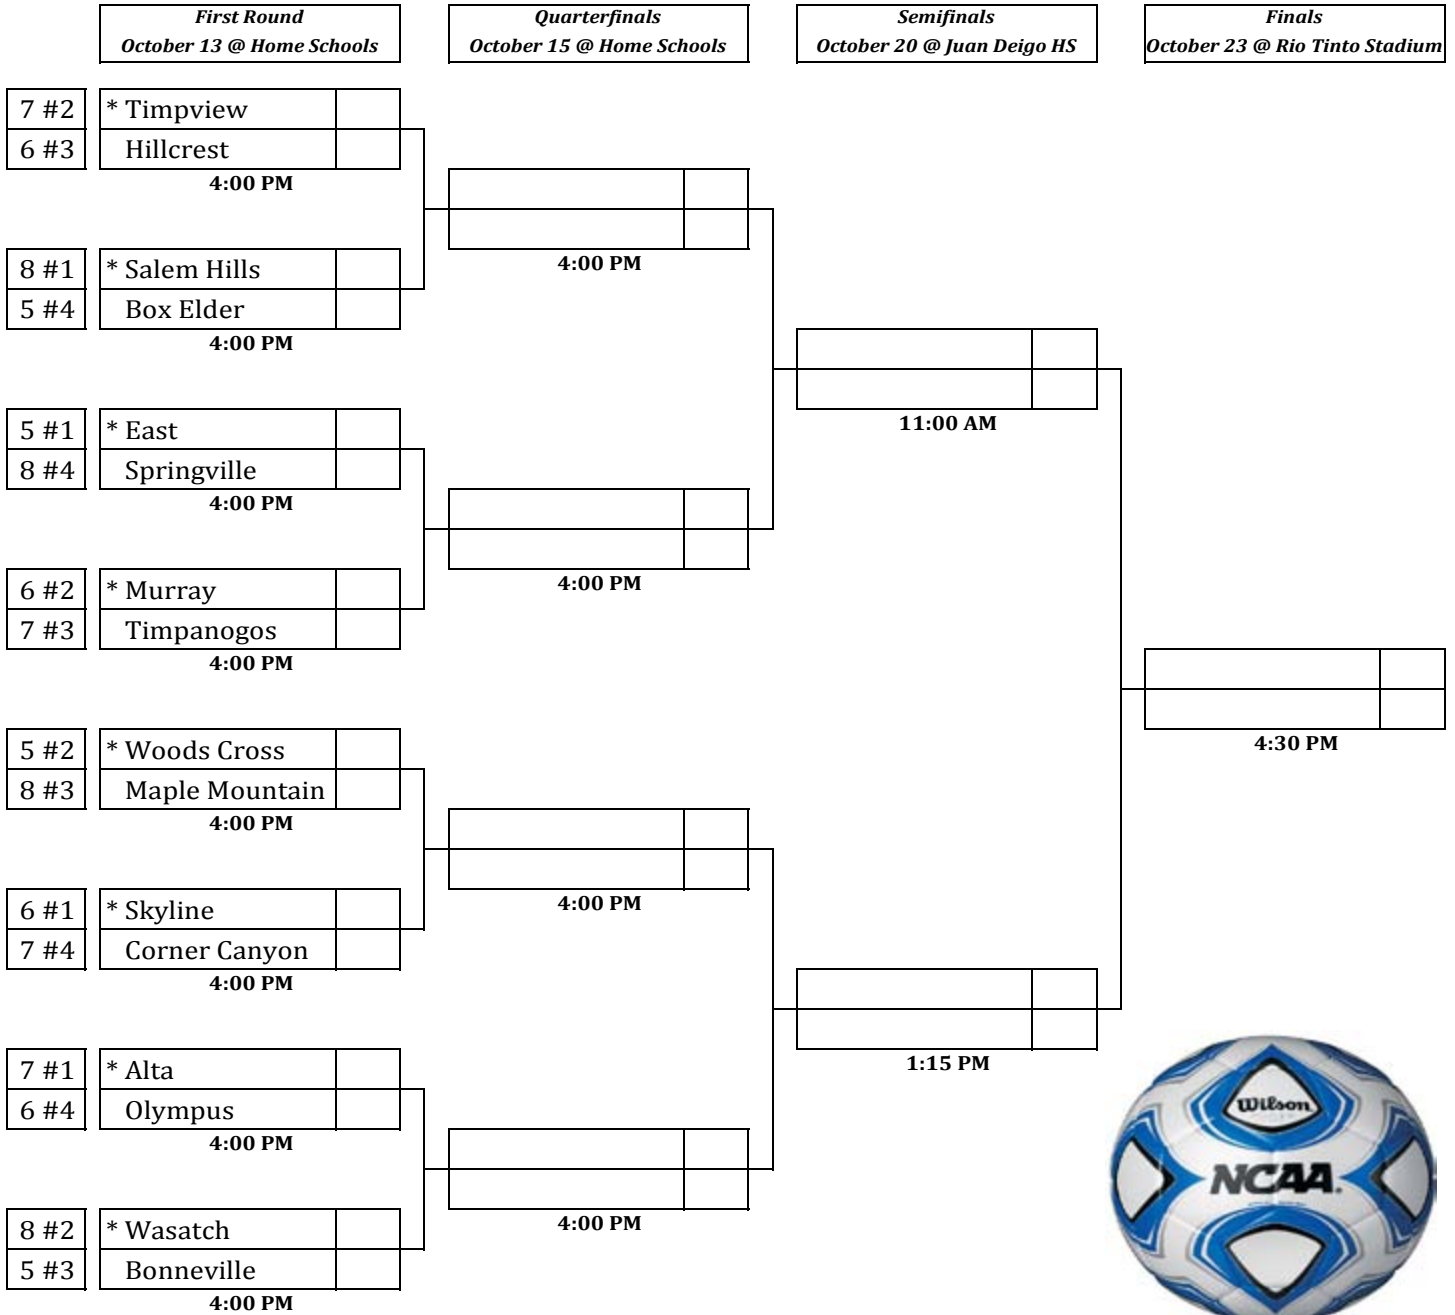 First Round
October 13 @ Home Schools
Quarterfinals
October 15 @ Home Schools
Semifinals
October 20 @ Juan Deigo HS
Finals
October 23 @ Rio Tinto Stadium
7 #2 * Timpview
6 #3 Hillcrest
4:00 PM
8 #1 * Salem Hills
5 #4 Box Elder
4:00 PM
5 #1 * East
8 #4 Springville
4:00 PM
6 #2 * Murray
7 #3 Timpanogos
4:00 PM
5 #2 * Woods Cross
8 #3 Maple Mountain
4:00 PM
6 #1 * Skyline
7 #4 Corner Canyon
4:00 PM
7 #1 * Alta
6 #4 Olympus
4:00 PM
8 #2 * Wasatch
5 #3 Bonneville
4:00 PM
4:00 PM
4:00 PM
4:00 PM
4:00 PM
11:00 AM
1:15 PM
4:30 PM
Wilson
NCAA.